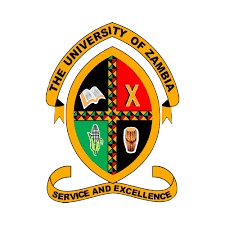 THE UNIVERSITY OF ZAMBIA
SERVICE AND EXCELLENCE